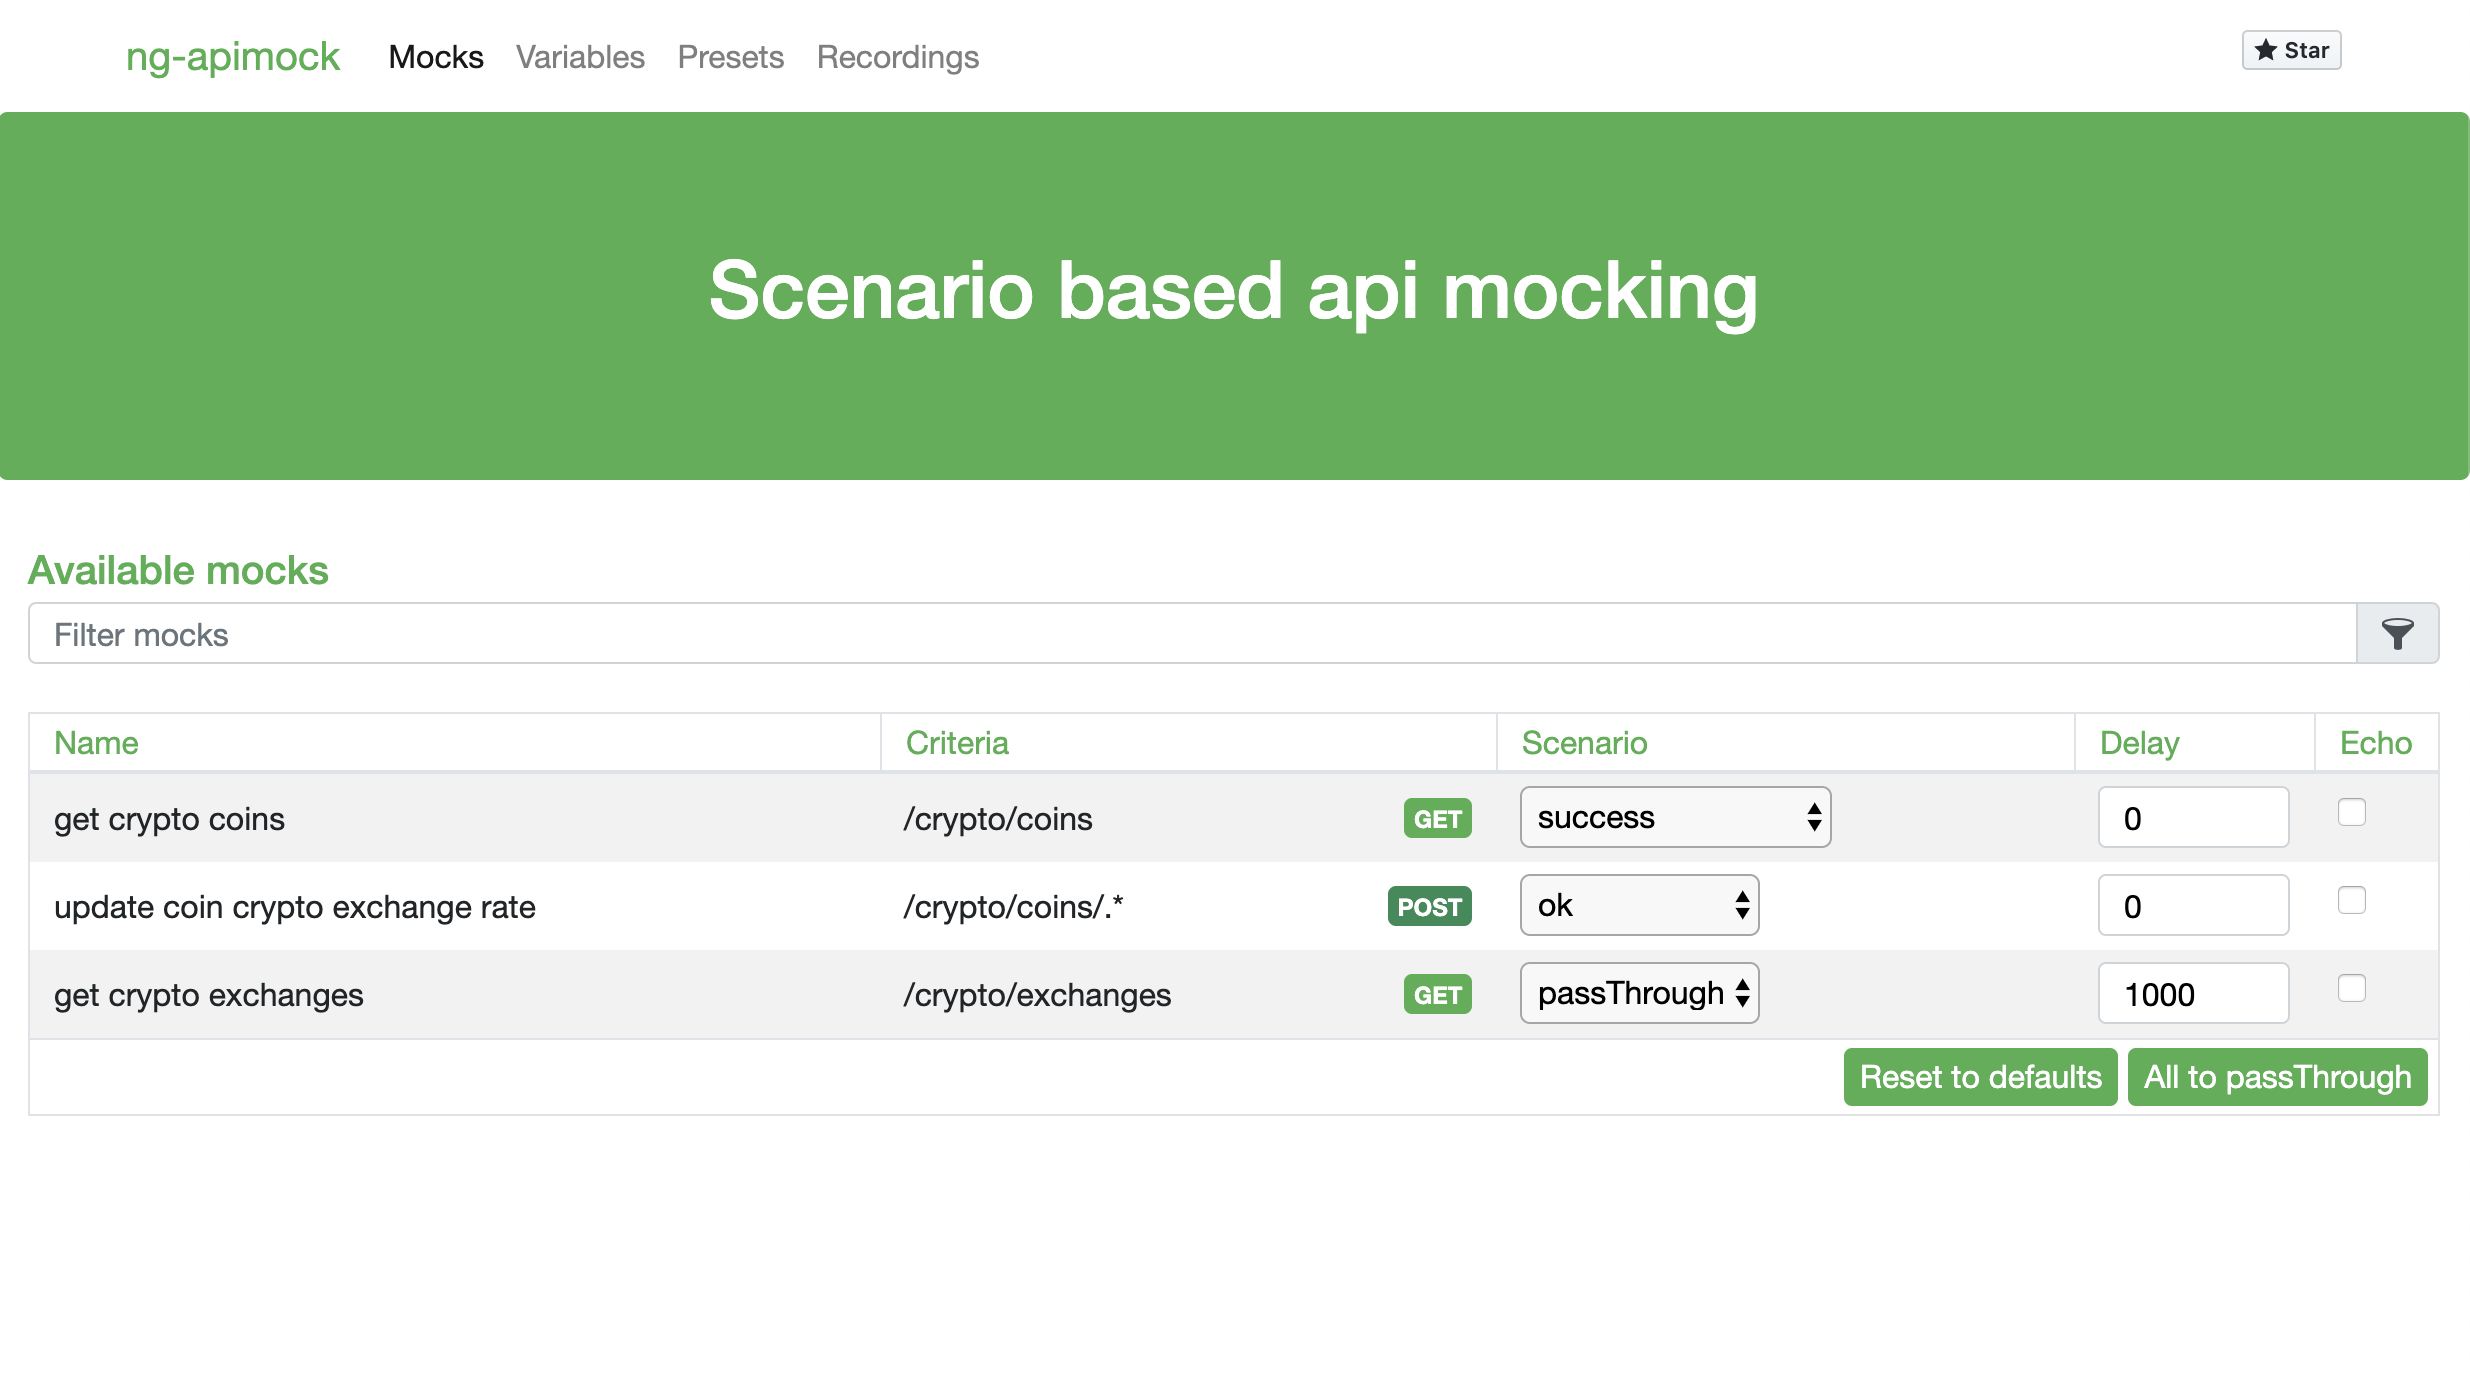 ng-apimock Mocks Variables Presets Recordings Star
Scenario based api mocking
Available mocks
Filter mocks
Name Criteria Scenario Delay Echo
get crypto coins /crypto/coins GET success 0
update coin crypto exchange rate /crypto/coins/.* POST ok 0
get crypto exchanges /crypto/exchanges GET passThrough 1000
Reset to defaults All to passThrough